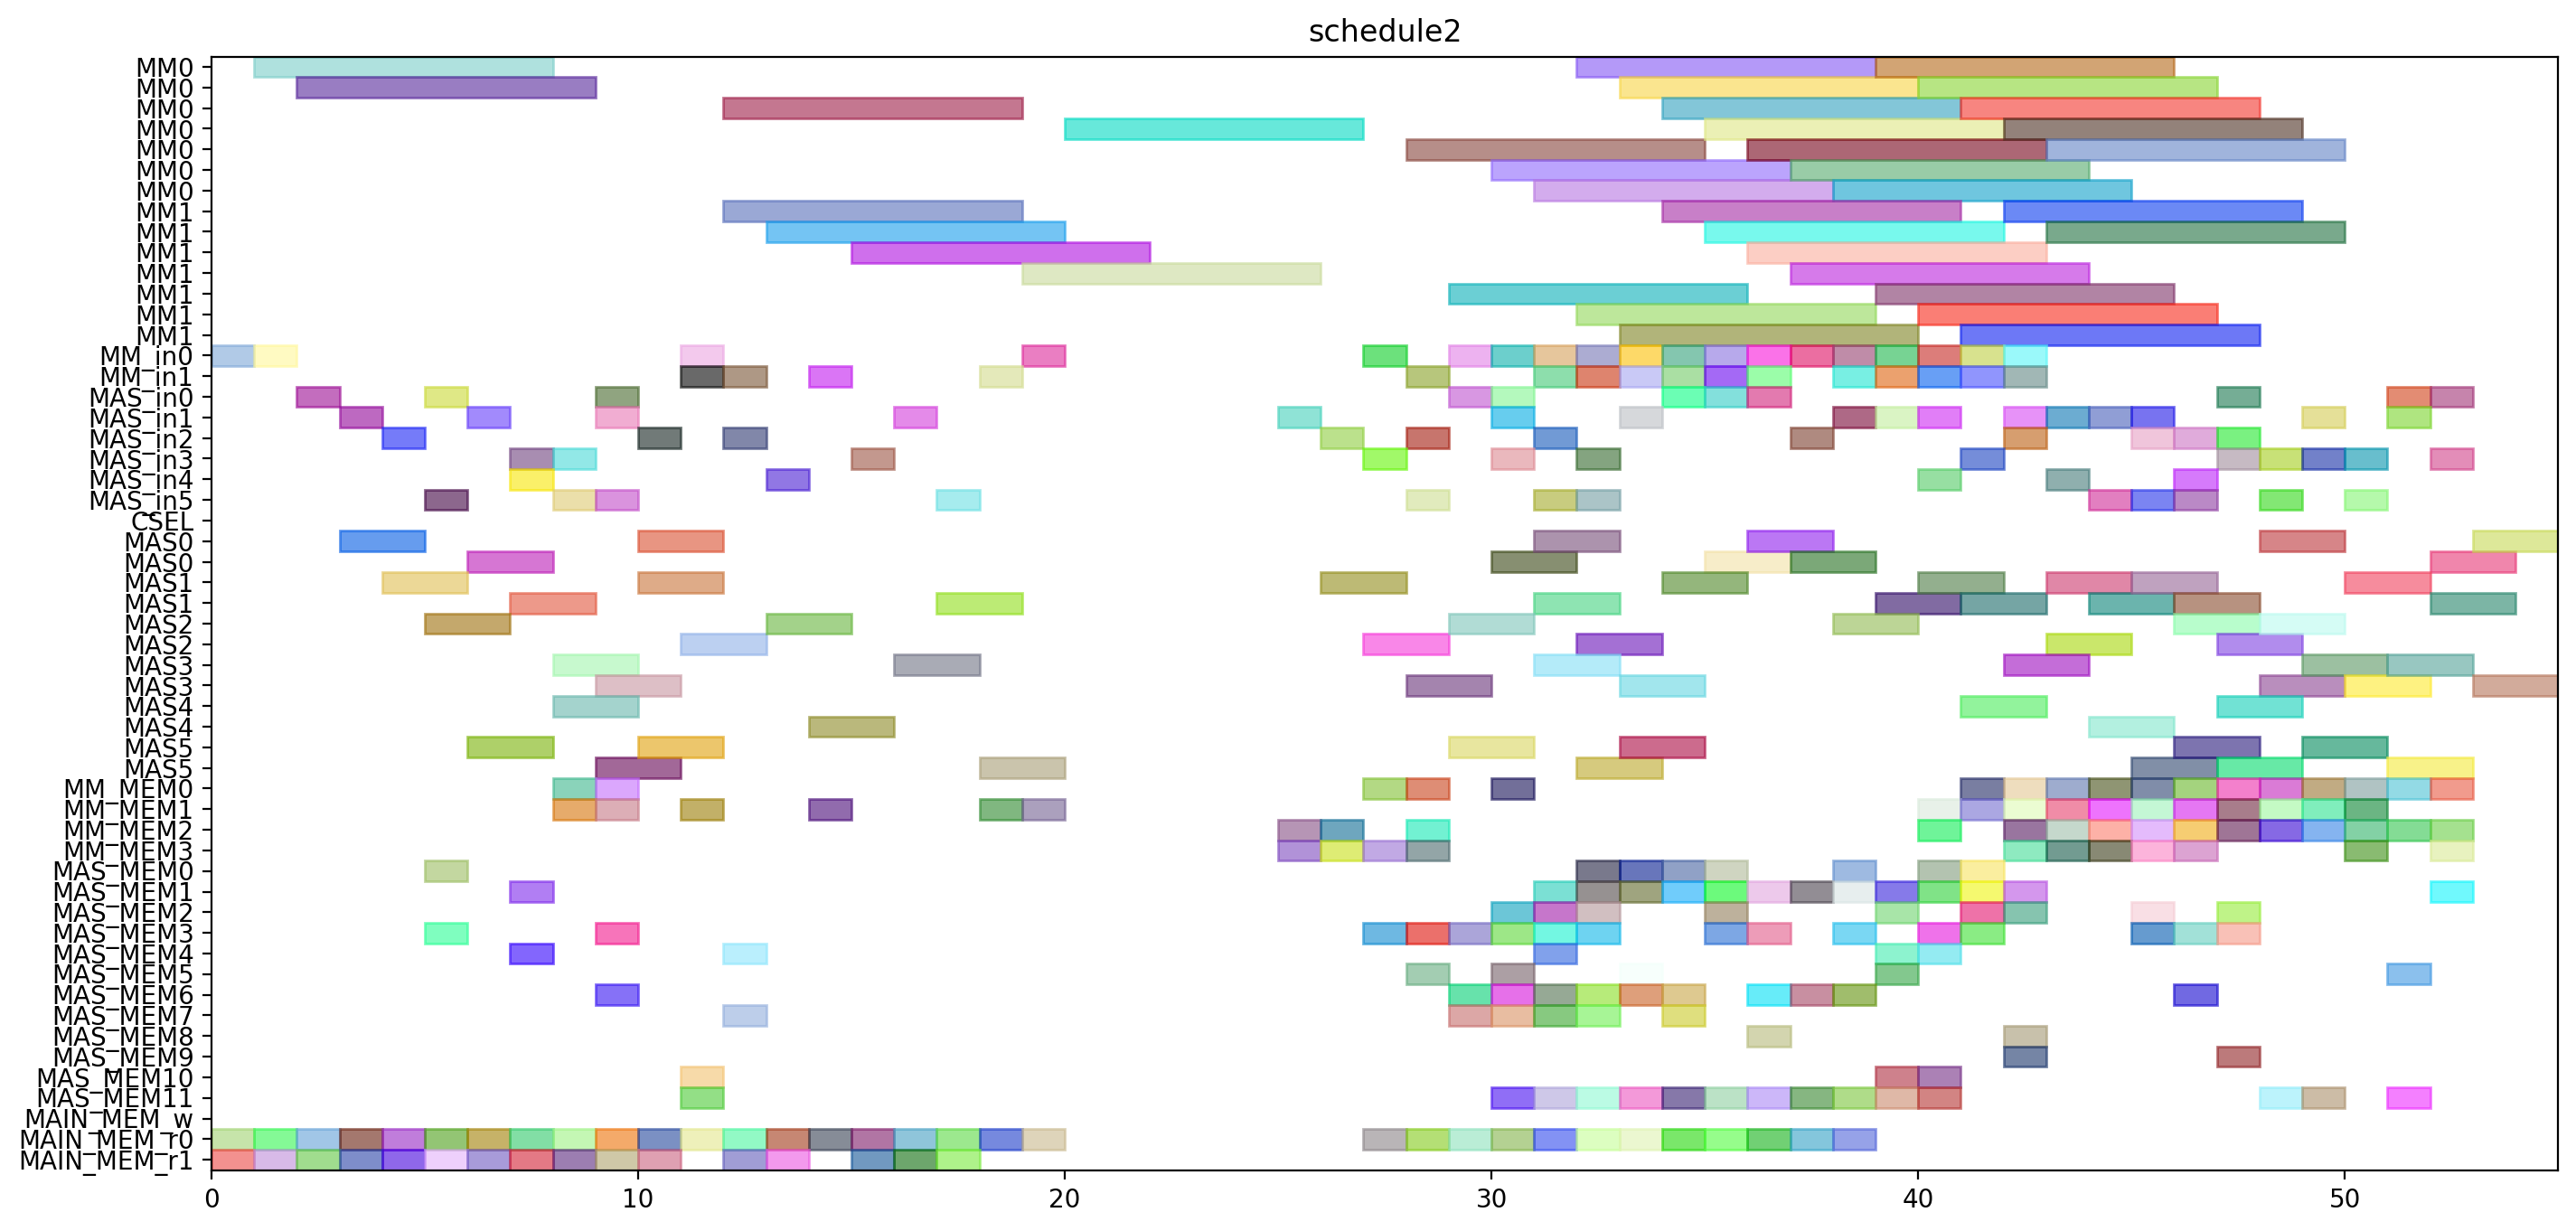 schedule2
MM0
MM0
MM0
MM0
MM0
MM0
MM0
MM1
MM1
MM1
MM1
MM1
MM1
MM1
MM_in0
MM_in1
MAS_in0
MAS_in1
MAS_in2
MAS_in3
MAS_in4
MAS_in5
CSEL
MAS0
MAS0
MAS1
MAS1
MAS2
MAS2
MAS3
MAS3
MAS4
MAS4
MAS5
MAS5
MM_MEM0
MM_MEM1
MM_MEM2
MM_MEM3
MAS_MEM0
MAS_MEM1
MAS_MEM2
MAS_MEM3
MAS_MEM4
MAS_MEM5
MAS_MEM6
MAS_MEM7
MAS_MEM8
MAS_MEM9
MAS_MEM10
MAS_MEM11
MAIN_MEM_w
MAIN_MEM_r0
MAIN_MEM_r1
0 10 20 30 40 50